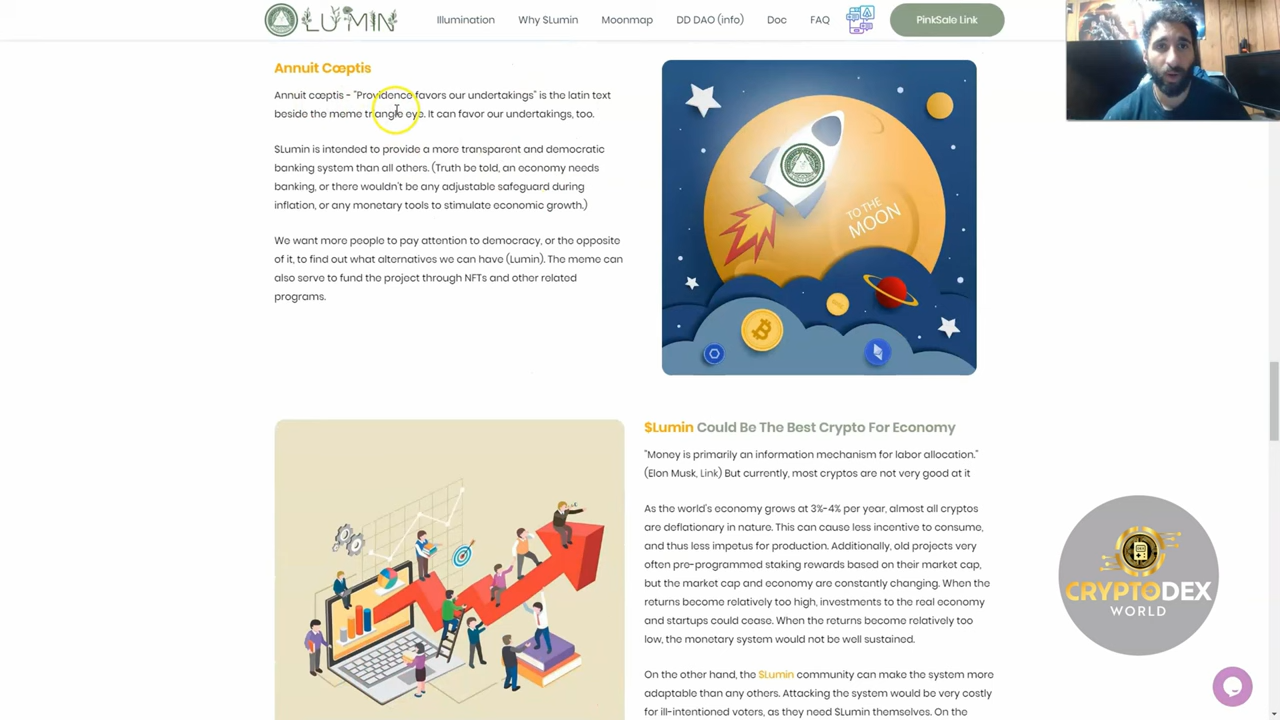 LUMIN
Illumination
Why SLumin
Moonmap
DD DAO (info)
Doc
FAQ
PinkSale Link
Annuit Cœptis
Annuit cœptis - "Providence favors our undertakings" is the latin text
beside the meme triangle eye. It can favor our undertakings, too.
SLumin is intended to provide a more transparent and democratic
banking system than all others. (Truth be told, an economy needs
banking, or there wouldn't be any adjustable safeguard during
inflation, or any monetary tools to stimulate economic growth.)
We want more people to pay attention to democracy, or the opposite
of it, to find out what alternatives we can have (Lumin). The meme can
also serve to fund the project through NFTs and other related
programs.
TO THE
MOON
$Lumin Could Be The Best Crypto For Economy
"Money is primarily an information mechanism for labor allocation."
(Elon Musk, Link) But currently, most cryptos are not very good at it
As the world's economy grows at 3%-4% per year, almost all cryptos
are deflationary in nature. This can cause less incentive to consume,
and thus less impetus for production. Additionally, old projects very
often pre-programmed staking rewards based on their market cap,
but the market cap and economy are constantly changing. When the
returns become relatively too high, investments to the real economy
and startups could cease. When the returns become relatively too
low, the monetary system would not be well sustained.
On the other hand, the $Lumin community can make the system more
adaptable than any others. Attacking the system would be very costly
for ill-intentioned voters, as they need $Lumin themselves. On the
CRYPTODEX
WORLD